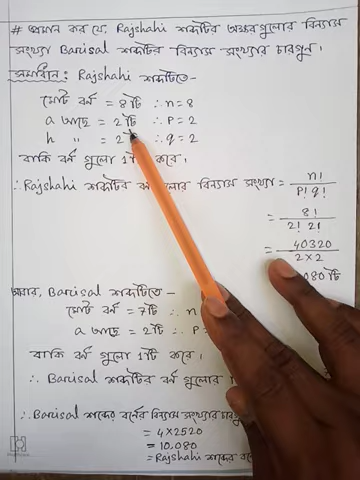 # প্রমান কর যে, Rajshahi শব্দটির অক্ষরগুলোর বিন্যাস
সংখ্যা Barisal শব্দটির বিন্যাস সংখ্যার চারগুন।
সমাধান: Rajshahi শব্দটিতে-
মোট বর্ণ = 8টি ∴ n = 8
a আছে = 2টি ∴ P = 2
h " = 2 ∴ q = 2
বাকি বর্ণ গুলো 1টি করে।
∴ Rajshahi শব্দটির বিন্যাস সংখ্যা = n! / P! q!
= 8! / 2! 2!
= 40320 / 2 × 2
080 টি
আবার, Barisal শব্দটিতে-
মোট বর্ণ = 7টি ∴ n
a আছে = 2টি ∴ P =
বাকি বর্ণ গুলো 1টি করে।
∴ Barisal শব্দটির বর্ণ গুলোর
∴ Barisal শব্দের বর্ণের বিন্যাস সংখ্যার চারগুন
= 4 × 2520
= 10,080
= Rajshahi শব্দের